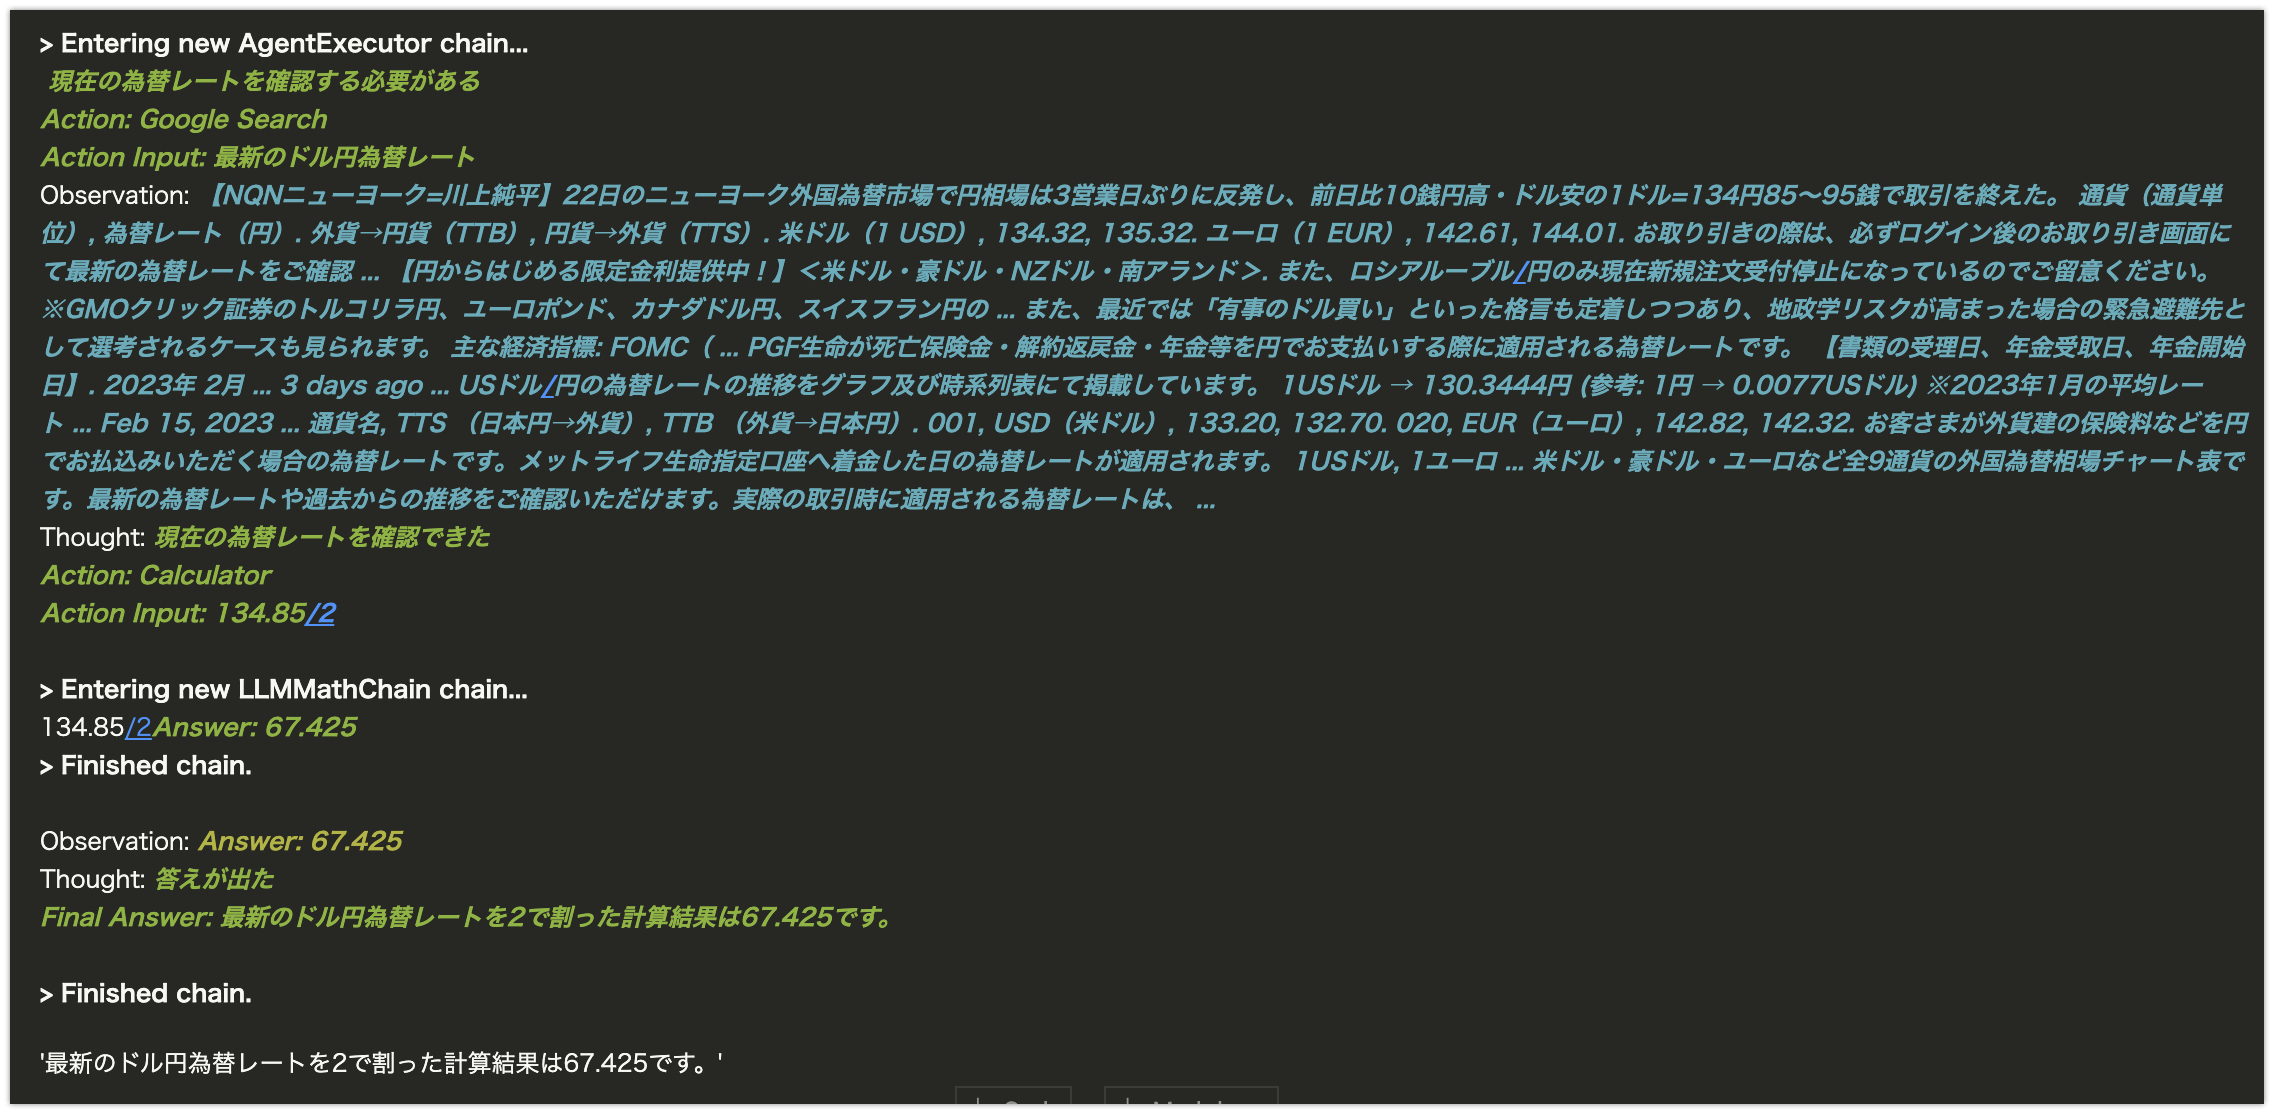 > Entering new AgentExecutor chain...
現在の為替レートを確認する必要がある
Action: Google Search
Action Input: 最新のドル円為替レート
Observation: 【NQNニューヨーク=川上純平】22日のニューヨーク外国為替市場で円相場は3営業日ぶりに反発し、前日比10銭円高・ドル安の1ドル=134円85〜95銭で取引を終えた。 通貨（通貨単
位）, 為替レート（円）. 外貨→円貨（TTB）, 円貨→外貨（TTS）. 米ドル（1 USD）, 134.32, 135.32. ユーロ（1 EUR）, 142.61, 144.01. お取り引きの際は、必ずログイン後のお取り引き画面に
て最新の為替レートをご確認 ... 【円からはじめる限定金利提供中！】＜米ドル・豪ドル・NZドル・南アランド＞. また、ロシアルーブル/円のみ現在新規注文受付停止になっているのでご留意ください。
※GMOクリック証券のトルコリラ円、ユーロポンド、カナダドル円、スイスフラン円の ... また、最近では「有事のドル買い」といった格言も定着しつつあり、地政学リスクが高まった場合の緊急避難先と
して選考されるケースも見られます。 主な経済指標: FOMC（ ... PGF生命が死亡保険金・解約返戻金・年金等を円でお支払いする際に適用される為替レートです。 【書類の受理日、年金受取日、年金開始
日】. 2023年 2月 ... 3 days ago ... USドル/円の為替レートの推移をグラフ及び時系列表にて掲載しています。 1USドル → 130.3444円 (参考: 1円 → 0.0077USドル) ※2023年1月の平均レー
ト ... Feb 15, 2023 ... 通貨名, TTS （日本円→外貨）, TTB （外貨→日本円）. 001, USD（米ドル）, 133.20, 132.70. 020, EUR（ユーロ）, 142.82, 142.32. お客さまが外貨建の保険料などを円
でお払込みいただく場合の為替レートです。メットライフ生命指定口座へ着金した日の為替レートが適用されます。 1USドル, 1ユーロ ... 米ドル・豪ドル・ユーロなど全9通貨の外国為替相場チャート表で
す。最新の為替レートや過去からの推移をご確認いただけます。実際の取引時に適用される為替レートは、 ...
Thought: 現在の為替レートを確認できた
Action: Calculator
Action Input: 134.85/2
> Entering new LLMMathChain chain...
134.85/2Answer: 67.425
> Finished chain.
Observation: Answer: 67.425
Thought: 答えが出た
Final Answer: 最新のドル円為替レートを2で割った計算結果は67.425です。
> Finished chain.
'最新のドル円為替レートを2で割った計算結果は67.425です。'